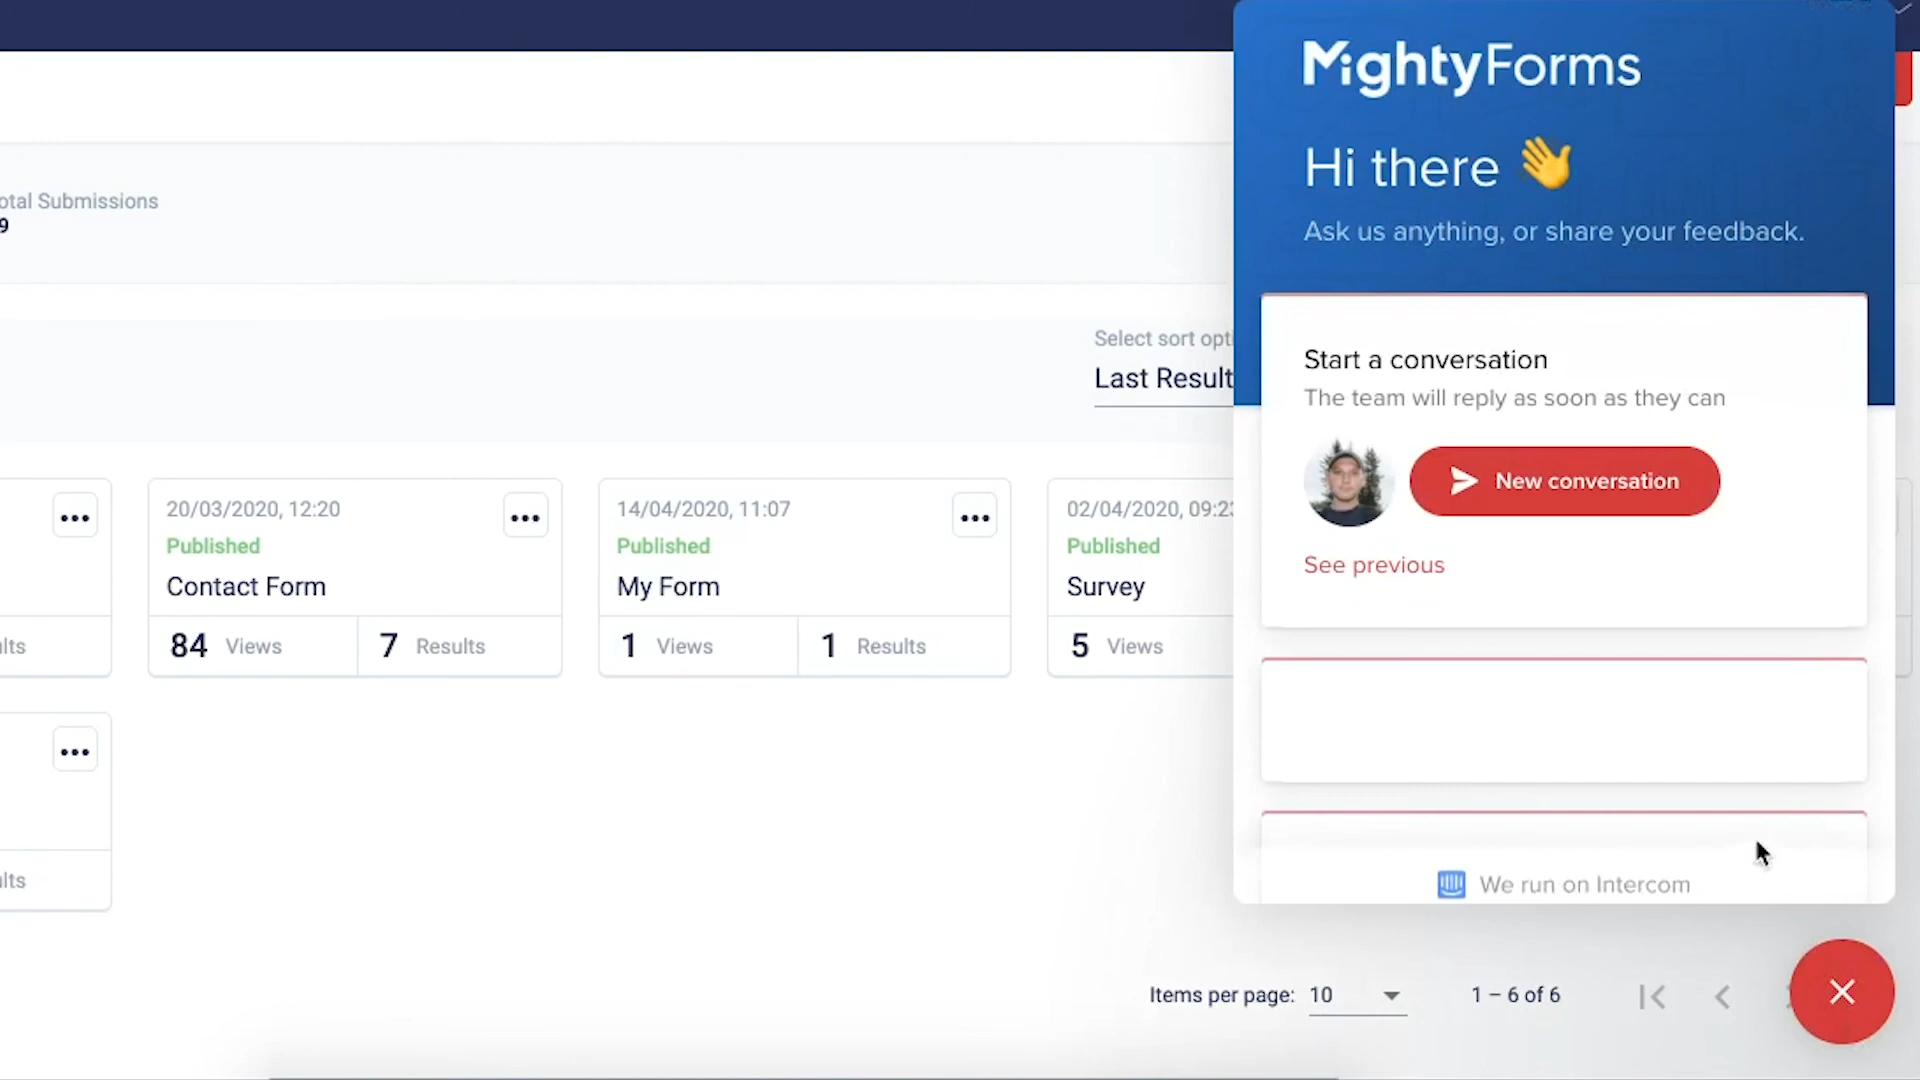 MightyForms
Hi there
Ask us anything, or share your feedback.
otal Submissions
9
Select sort opti
Last Result
Start a conversation
The team will reply as soon as they can
New conversation
See previous
20/03/2020, 12:20
Published
Contact Form
84 Views
7 Results
14/04/2020, 11:07
Published
My Form
1 Views
1 Results
02/04/2020, 09:23
Published
Survey
5 Views
lts
lts
We run on Intercom
Items per page: 10
1 – 6 of 6